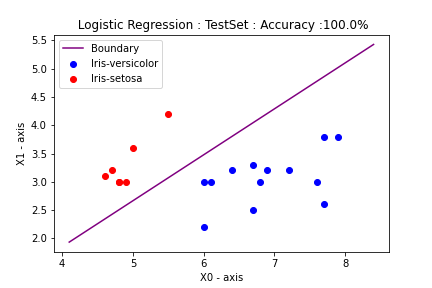 Logistic Regression : TestSet : Accuracy :100.0%
Boundary
Iris-versicolor
Iris-setosa
5.5
5.0
4.5
4.0
3.5
3.0
2.5
2.0
X1 - axis
4 5 6 7 8
X0 - axis